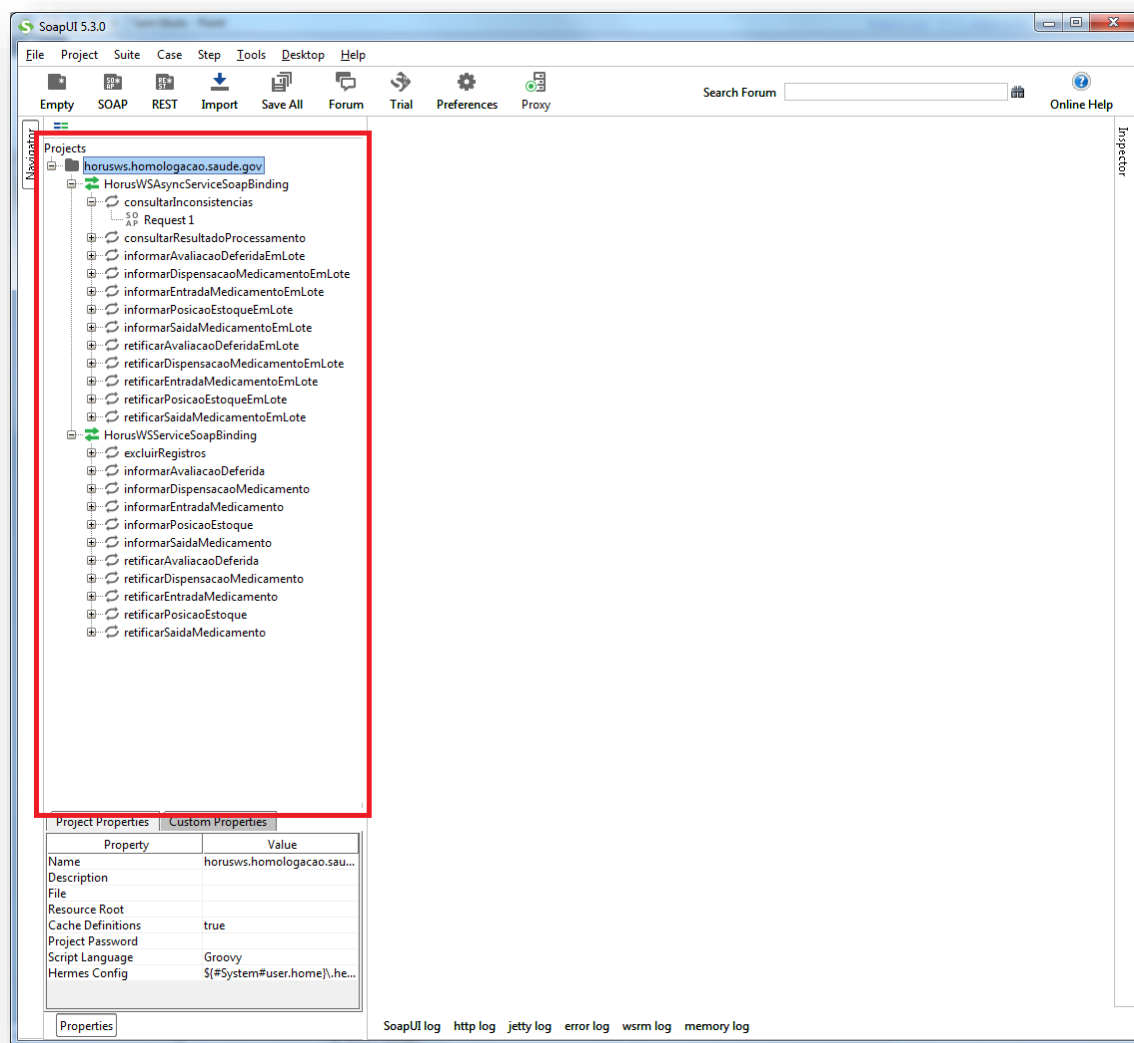 SoapUI 5.3.0
File Project Suite Case Step Tools Desktop Help
Empty SOAP REST Import Save All Forum Trial Preferences Proxy Search Forum Online Help
Navigator
Inspector
Projects
horusws.homologacao.saude.gov
HorusWSAsyncServiceSoapBinding
consultarInconsistencias
SOAP Request 1
consultarResultadoProcessamento
informarAvaliacaoDeferidaEmLote
informarDispensacaoMedicamentoEmLote
informarEntradaMedicamentoEmLote
informarPosicaoEstoqueEmLote
informarSaidaMedicamentoEmLote
retificarAvaliacaoDeferidaEmLote
retificarDispensacaoMedicamentoEmLote
retificarEntradaMedicamentoEmLote
retificarPosicaoEstoqueEmLote
retificarSaidaMedicamentoEmLote
HorusWSServiceSoapBinding
excluirRegistros
informarAvaliacaoDeferida
informarDispensacaoMedicamento
informarEntradaMedicamento
informarPosicaoEstoque
informarSaidaMedicamento
retificarAvaliacaoDeferida
retificarDispensacaoMedicamento
retificarEntradaMedicamento
retificarPosicaoEstoque
retificarSaidaMedicamento
Project Properties Custom Properties
Property Value
Name horusws.homologacao.sau...
Description
File
Resource Root
Cache Definitions true
Project Password
Script Language Groovy
Hermes Config ${#System#user.home}\.he...
Properties
SoapUI log http log jetty log error log wsrm log memory log